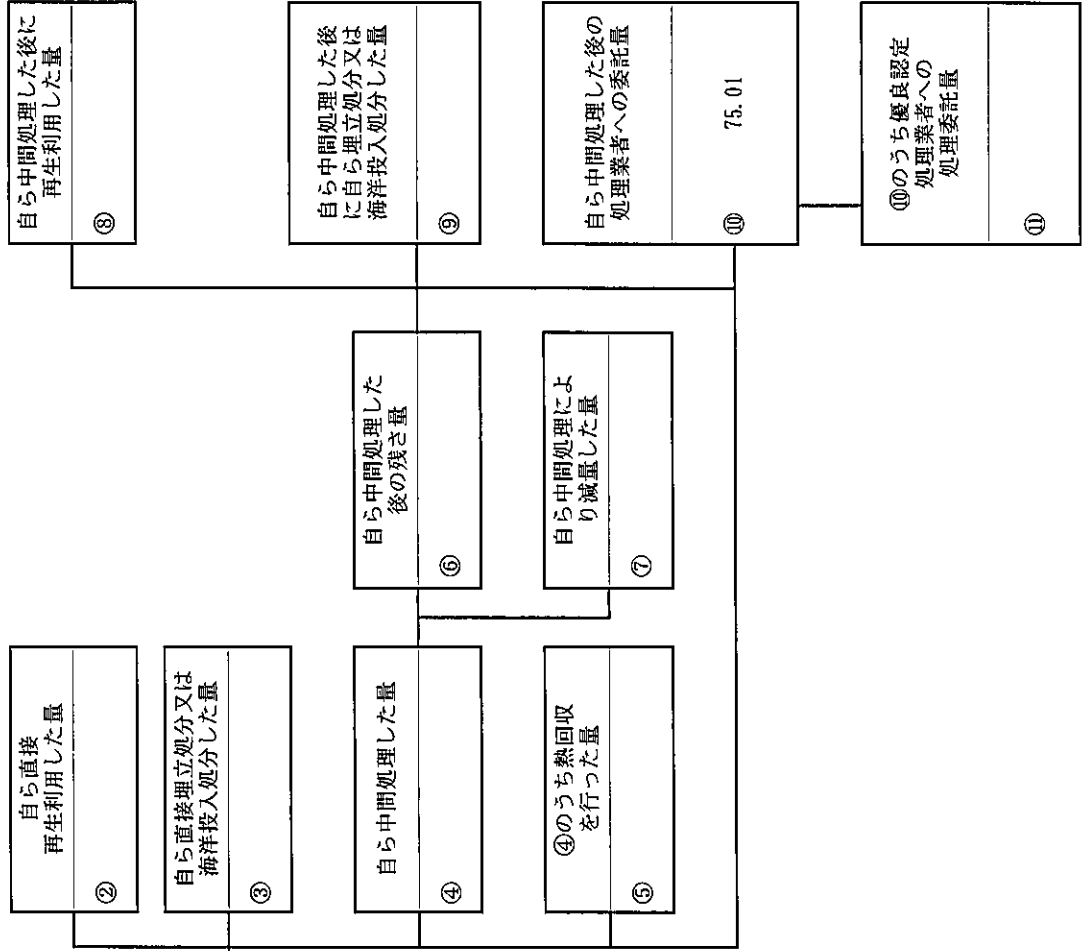 自ら直接
再生利用した量
②
自ら直接埋立処分又は
海洋投入処分した量
③
自ら中間処理した量
④
④のうち熱回収
を行った量
⑤
自ら中間処理した
後の残さ量
⑥
自ら中間処理によ
り減量した量
⑦
自ら中間処理した後に
再生利用した量
⑧
自ら中間処理した後
に自ら埋立処分又は
海洋投入処分した量
⑨
自ら中間処理した後の
処理業者への委託量
⑩ 75.01
⑩のうち優良認定
処理業者への
処理委託量
⑪